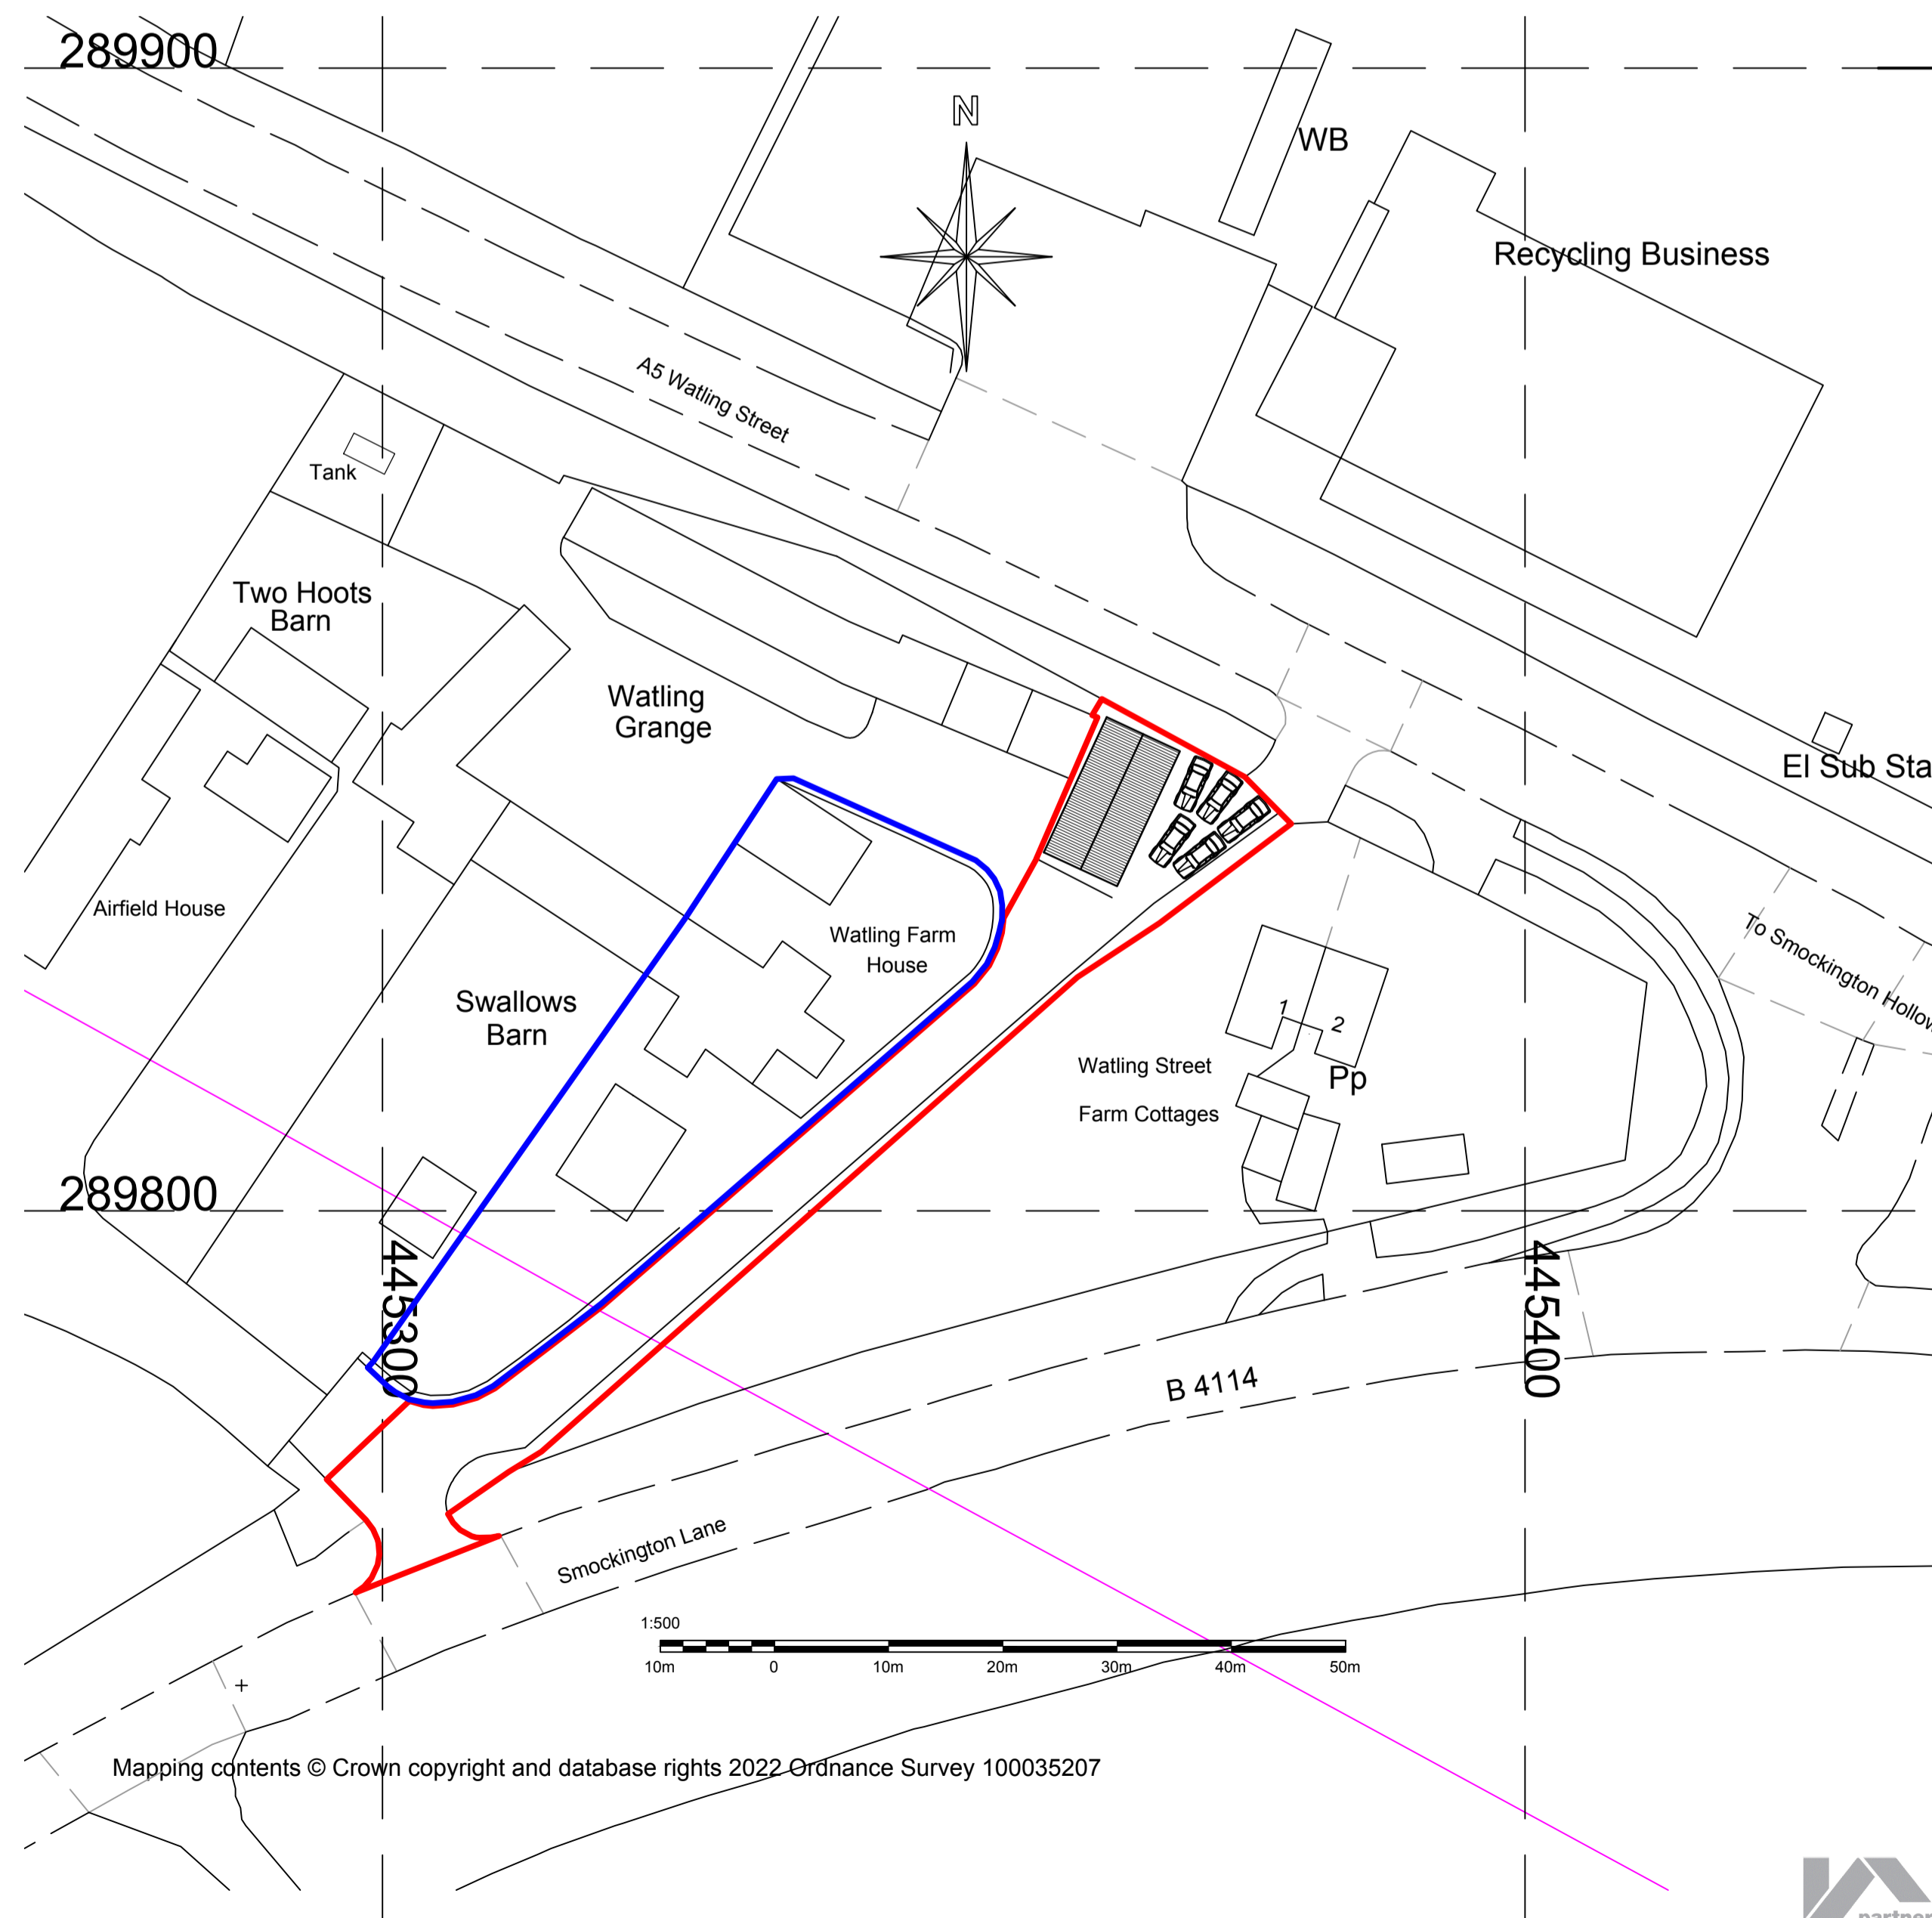 289900
N
WB
Recycling Business
A5 Watling Street
Tank
Two Hoots
Barn
Watling
Grange
El Sub Sta
Airfield House
Watling Farm
House
To Smockington Hollow
Swallows
Barn
1
2
Watling Street
Pp
Farm Cottages
289800
445300
445400
B 4114
Smockington Lane
1:500
10m 0 10m 20m 30m 40m 50m
Mapping contents © Crown copyright and database rights 2022 Ordnance Survey 100035207